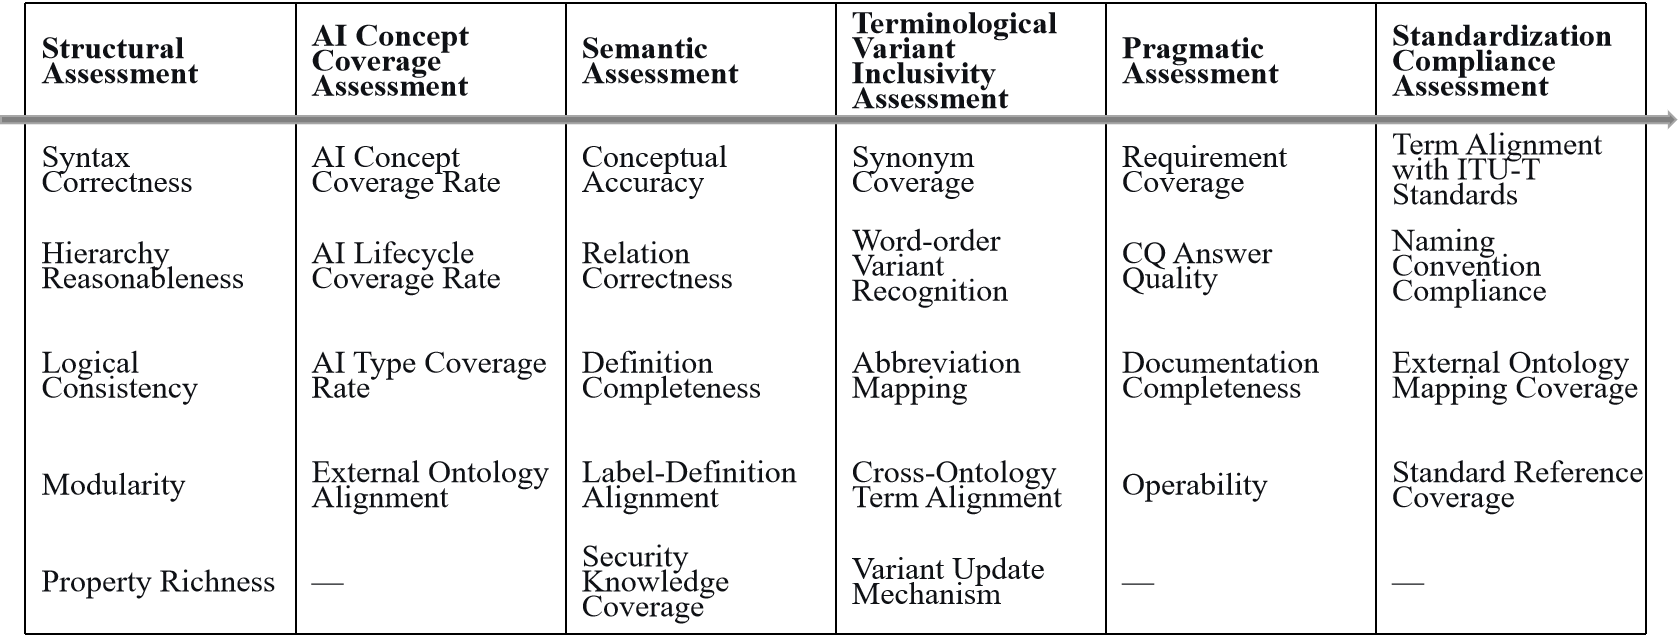 Structural
Assessment
AI Concept
Coverage
Assessment
Semantic
Assessment
Terminological
Variant
Inclusivity
Assessment
Pragmatic
Assessment
Standardization
Compliance
Assessment
Syntax
Correctness
AI Concept
Coverage Rate
Conceptual
Accuracy
Synonym
Coverage
Requirement
Coverage
Term Alignment
with ITU-T
Standards
Hierarchy
Reasonableness
AI Lifecycle
Coverage Rate
Relation
Correctness
Word-order
Variant
Recognition
CQ Answer
Quality
Naming
Convention
Compliance
Logical
Consistency
AI Type Coverage
Rate
Definition
Completeness
Abbreviation
Mapping
Documentation
Completeness
External Ontology
Mapping Coverage
Modularity
External Ontology
Alignment
Label-Definition
Alignment
Cross-Ontology
Term Alignment
Operability
Standard Reference
Coverage
Property Richness
—
Security
Knowledge
Coverage
Variant Update
Mechanism
—
—